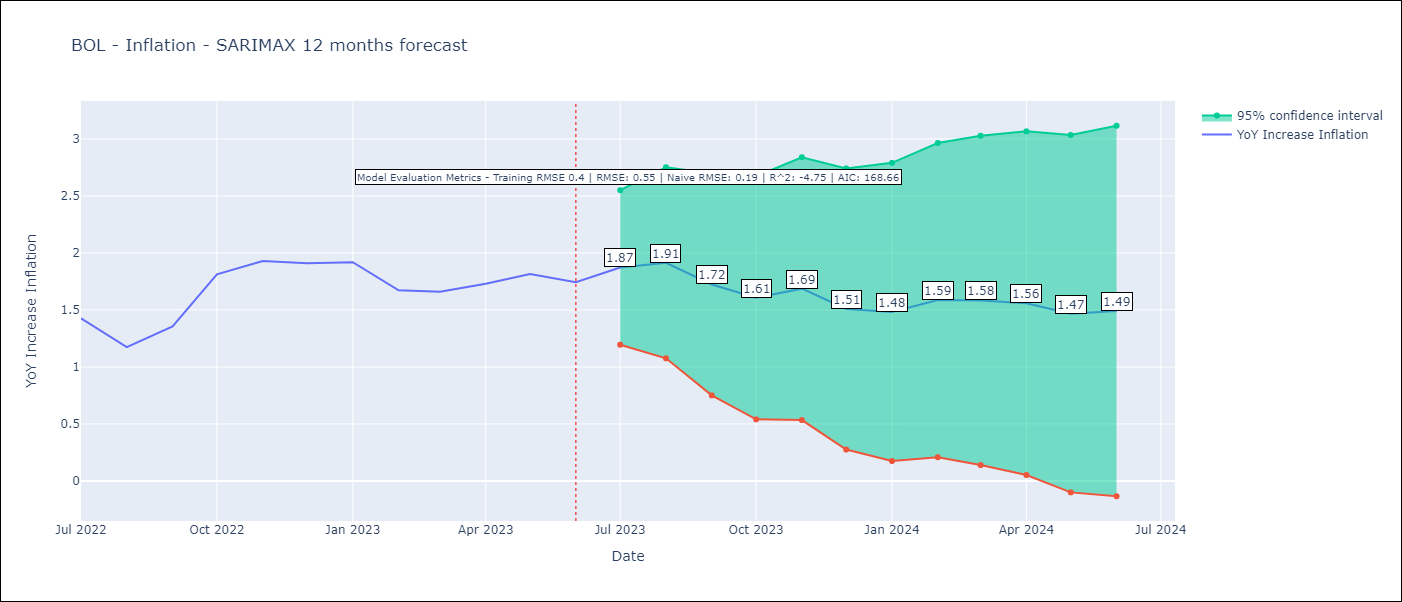 BOL - Inflation - SARIMAX 12 months forecast
95% confidence interval
YoY Increase Inflation
Model Evaluation Metrics - Training RMSE 0.4 | RMSE: 0.55 | Naive RMSE: 0.19 | R^2: -4.75 | AIC: 168.66
YoY Increase Inflation
3
2.5
2
1.5
1
0.5
0
1.87
1.91
1.72
1.61
1.69
1.51
1.48
1.59
1.58
1.56
1.47
1.49
Jul 2022
Oct 2022
Jan 2023
Apr 2023
Jul 2023
Oct 2023
Jan 2024
Apr 2024
Jul 2024
Date